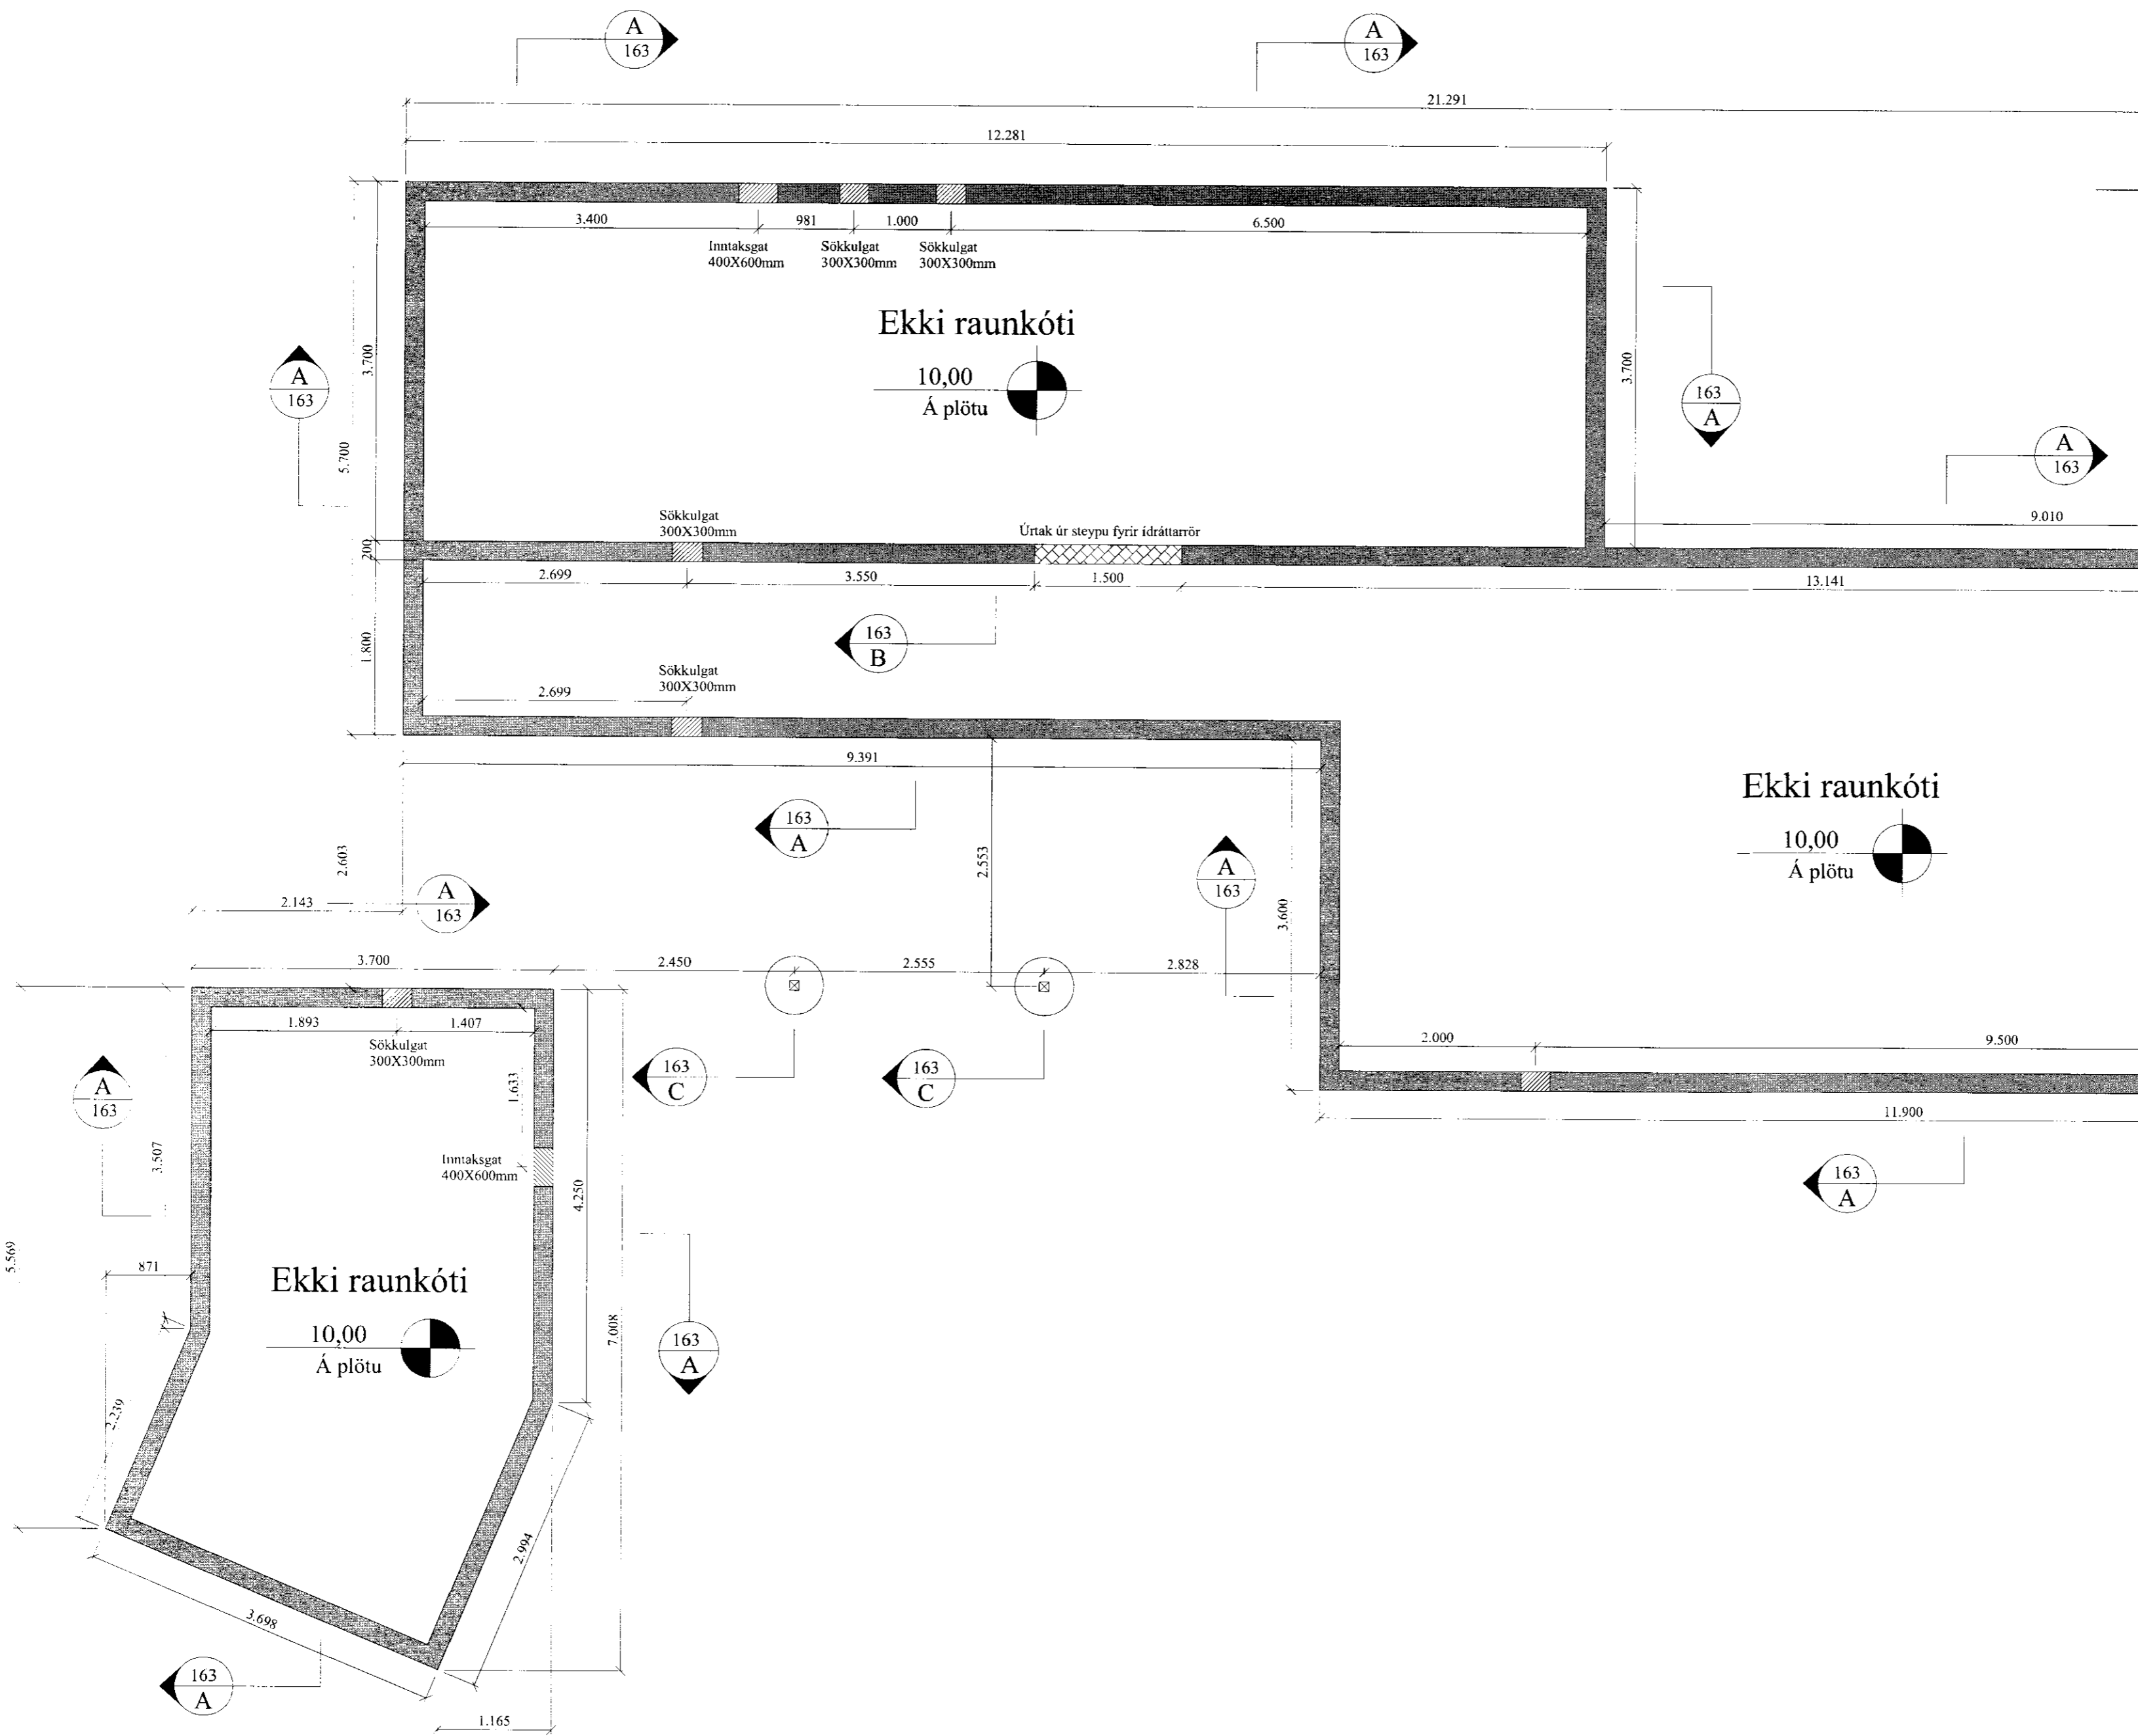 A
163
A
163
21.291
12.281
3.400
981
1.000
6.500
Inntaksgat
400X600mm
Sökkulgat
300X300mm
Sökkulgat
300X300mm
Ekki raunkóti
10,00
Á plötu
3.700
5.700
A
163
3.700
163
A
A
163
9.010
200
Sökkulgat
300X300mm
Úrtak úr steypu fyrir ídráttarrör
2.699
3.550
1.500
13.141
1.800
163
B
Sökkulgat
300X300mm
2.699
9.391
163
A
2.603
2.553
A
163
3.600
Ekki raunkóti
10,00
Á plötu
2.143
A
163
3.700
2.450
2.555
2.828
1.893
1.407
Sökkulgat
300X300mm
2.000
9.500
A
163
1.633
163
C
163
C
11.900
3.507
Inntaksgat
400X600mm
4.250
163
A
5.569
871
Ekki raunkóti
10,00
Á plötu
7.008
163
A
2.239
2.994
3.698
163
A
1.165